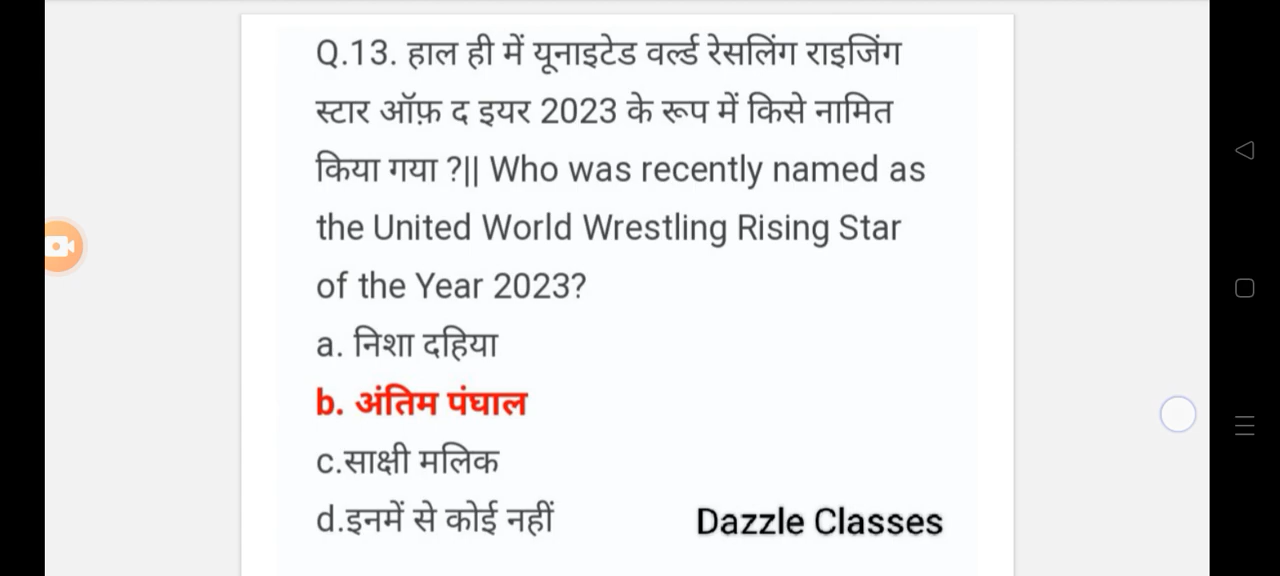 Q.13. हाल ही में यूनाइटेड वर्ल्ड रेसलिंग राइजिंग
स्टार ऑफ़ द इयर 2023 के रूप में किसे नामित
किया गया ?|| Who was recently named as
the United World Wrestling Rising Star
of the Year 2023?
a. निशा दहिया
b. अंतिम पंघाल
c.साक्षी मलिक
d.इनमें से कोई नहीं
Dazzle Classes